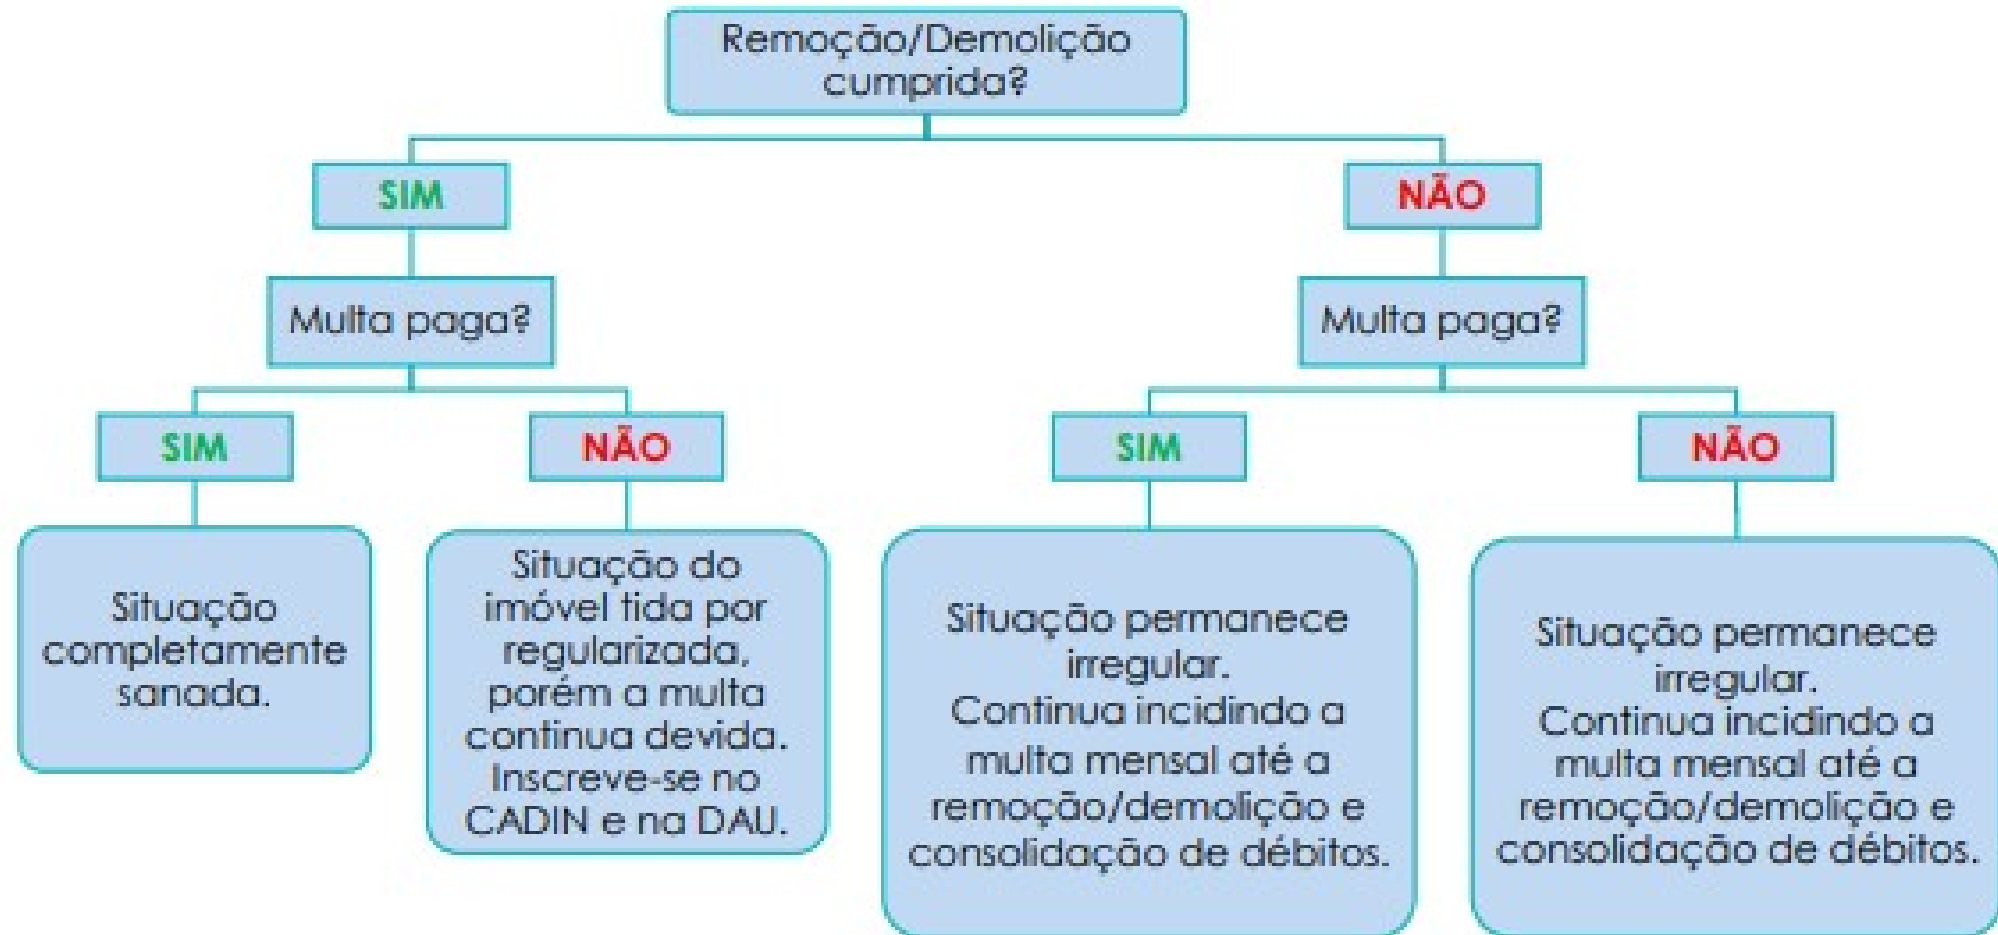 Remoção/Demolição
cumprida?
SIM
NÃO
Multa paga?
Multa paga?
SIM
NÃO
SIM
NÃO
Situação
completamente
sanada.
Situação do
imóvel tida por
regularizada,
porém a multa
continua devida.
Inscreve-se no
CADIN e na DAU.
Situação permanece
irregular.
Continua incidindo a
multa mensal até a
remoção/demolição e
consolidação de débitos.
Situação permanece
irregular.
Continua incidindo a
multa mensal até a
remoção/demolição e
consolidação de débitos.